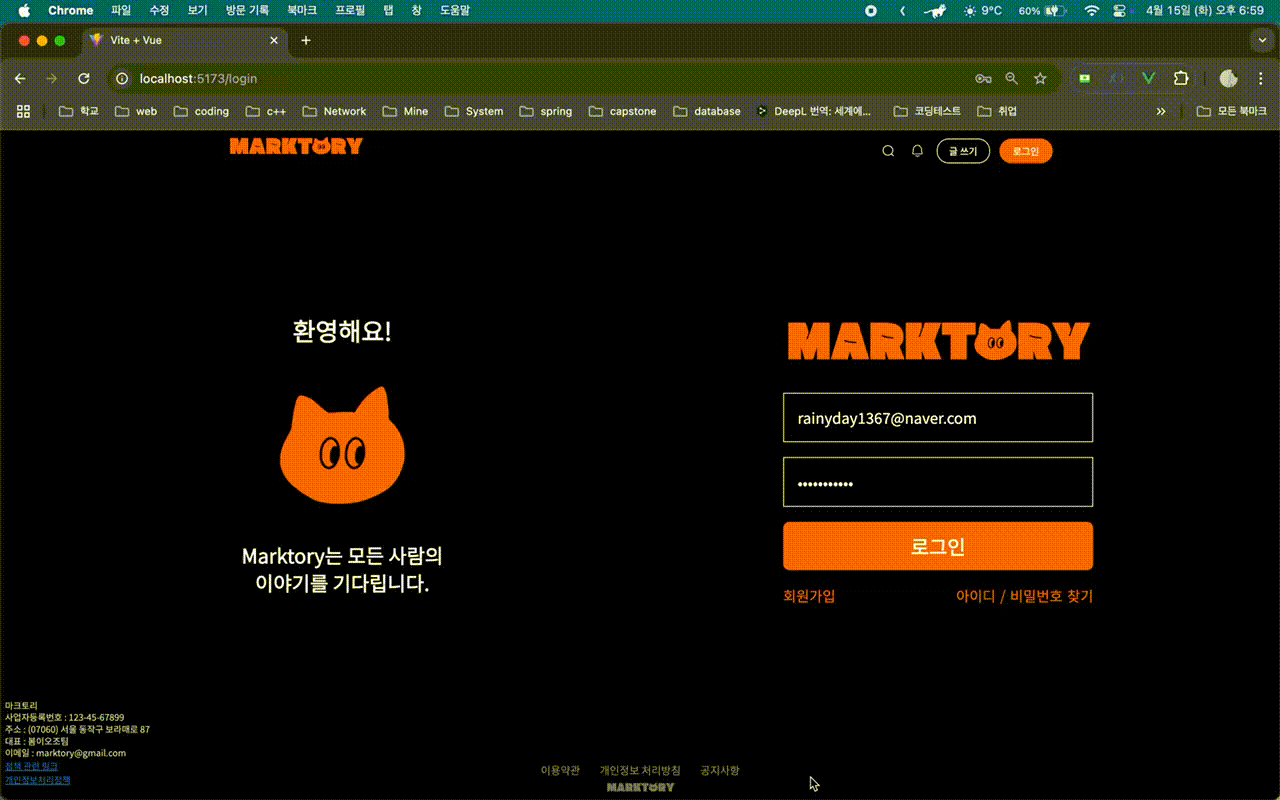 Chrome 파일 수정 보기 방문 기록 북마크 프로필 탭 창 도움말 9°C 60% 4월 15일 (화) 오후 6:59
Vite + Vue
localhost:5173/login
학교 web coding c++ Network Mine System spring capstone database DeepL 번역: 세계에... 코딩테스트 취업 모든 북마크
MARKTORY 글 쓰기 로그인
환영해요!
MARKTORY
rainyday1367@naver.com
로그인
Marktory는 모든 사람의
이야기를 기다립니다.
회원가입 아이디 / 비밀번호 찾기
마크토리
사업자등록번호 : 123-45-67899
주소 : (07060) 서울 동작구 보라매로 87
대표 : 봄이오조팀
이메일 : marktory@gmail.com
정책 관련 링크
개인정보처리정책
이용약관 개인정보 처리방침 공지사항
MARKTORY